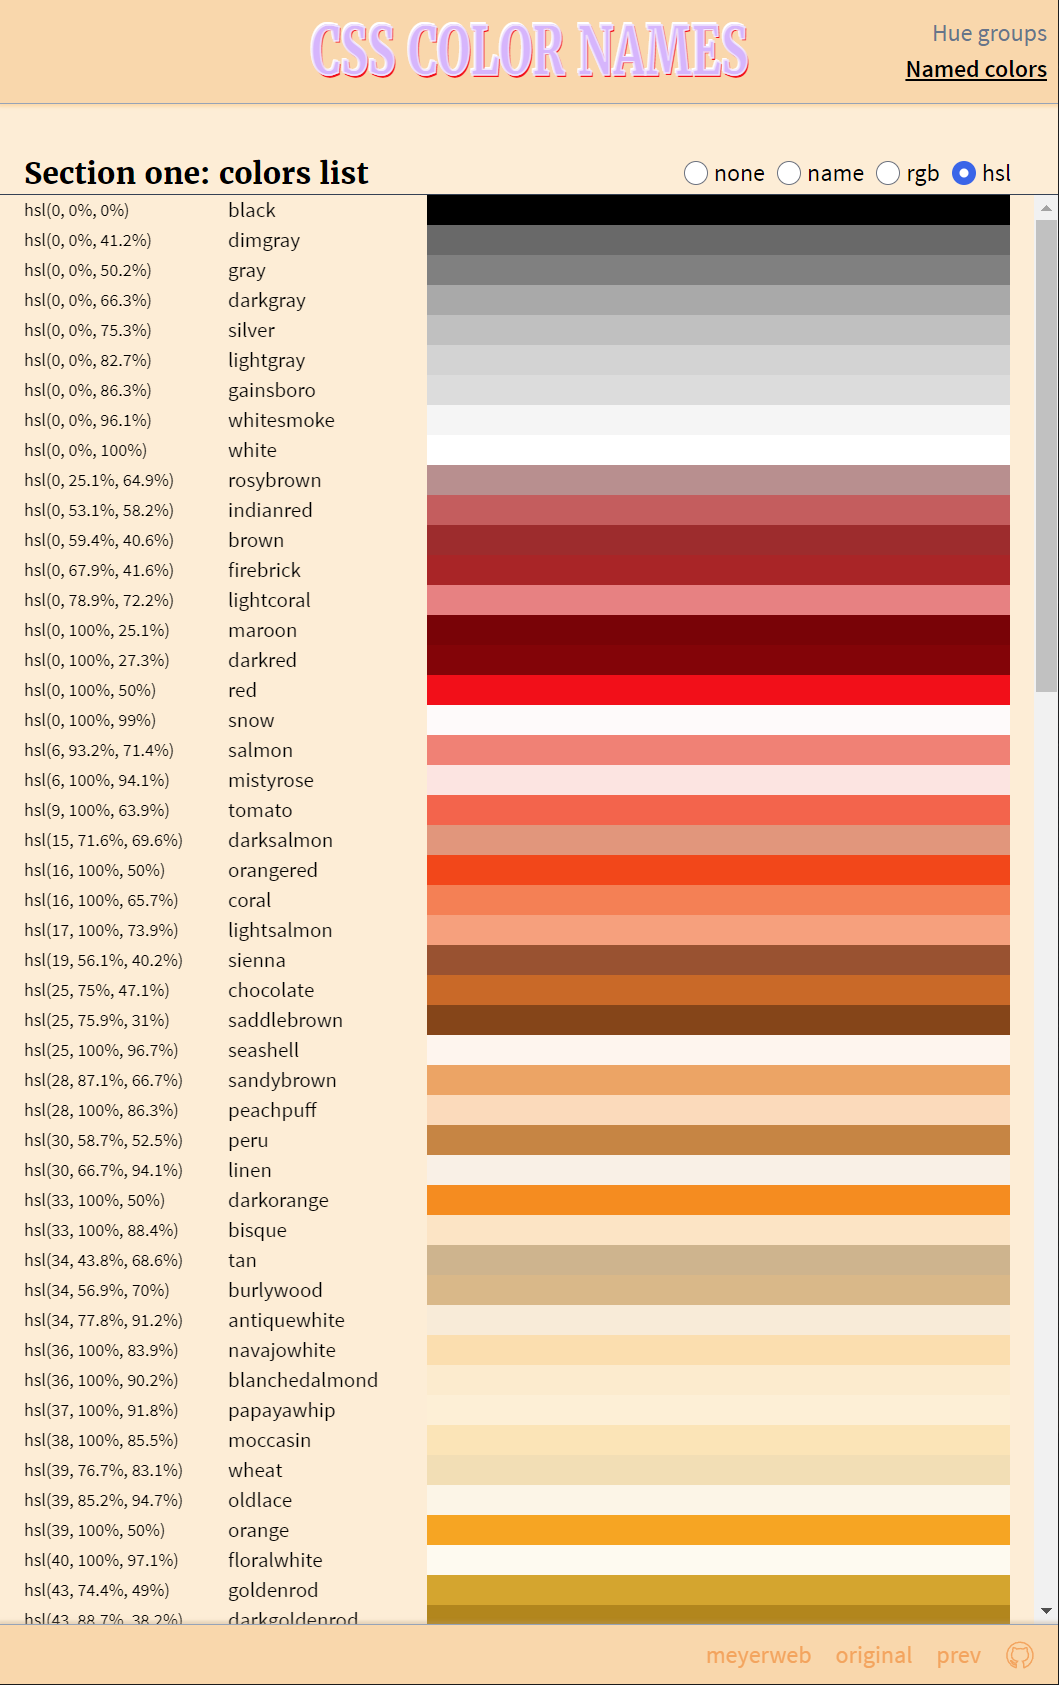 CSS COLOR NAMES
Hue groups
Named colors
Section one: colors list
none name rgb hsl
hsl(0, 0%, 0%) black
hsl(0, 0%, 41.2%) dimgray
hsl(0, 0%, 50.2%) gray
hsl(0, 0%, 66.3%) darkgray
hsl(0, 0%, 75.3%) silver
hsl(0, 0%, 82.7%) lightgray
hsl(0, 0%, 86.3%) gainsboro
hsl(0, 0%, 96.1%) whitesmoke
hsl(0, 0%, 100%) white
hsl(0, 25.1%, 64.9%) rosybrown
hsl(0, 53.1%, 58.2%) indianred
hsl(0, 59.4%, 40.6%) brown
hsl(0, 67.9%, 41.6%) firebrick
hsl(0, 78.9%, 72.2%) lightcoral
hsl(0, 100%, 25.1%) maroon
hsl(0, 100%, 27.3%) darkred
hsl(0, 100%, 50%) red
hsl(0, 100%, 99%) snow
hsl(6, 93.2%, 71.4%) salmon
hsl(6, 100%, 94.1%) mistyrose
hsl(9, 100%, 63.9%) tomato
hsl(15, 71.6%, 69.6%) darksalmon
hsl(16, 100%, 50%) orangered
hsl(16, 100%, 65.7%) coral
hsl(17, 100%, 73.9%) lightsalmon
hsl(19, 56.1%, 40.2%) sienna
hsl(25, 75%, 47.1%) chocolate
hsl(25, 75.9%, 31%) saddlebrown
hsl(25, 100%, 96.7%) seashell
hsl(28, 87.1%, 66.7%) sandybrown
hsl(28, 100%, 86.3%) peachpuff
hsl(30, 58.7%, 52.5%) peru
hsl(30, 66.7%, 94.1%) linen
hsl(33, 100%, 50%) darkorange
hsl(33, 100%, 88.4%) bisque
hsl(34, 43.8%, 68.6%) tan
hsl(34, 56.9%, 70%) burlywood
hsl(34, 77.8%, 91.2%) antiquewhite
hsl(36, 100%, 83.9%) navajowhite
hsl(36, 100%, 90.2%) blanchedalmond
hsl(37, 100%, 91.8%) papayawhip
hsl(38, 100%, 85.5%) moccasin
hsl(39, 76.7%, 83.1%) wheat
hsl(39, 85.2%, 94.7%) oldlace
hsl(39, 100%, 50%) orange
hsl(40, 100%, 97.1%) floralwhite
hsl(43, 74.4%, 49%) goldenrod
hsl(43, 88.7%, 38.2%) darkgoldenrod
meyerweb original prev